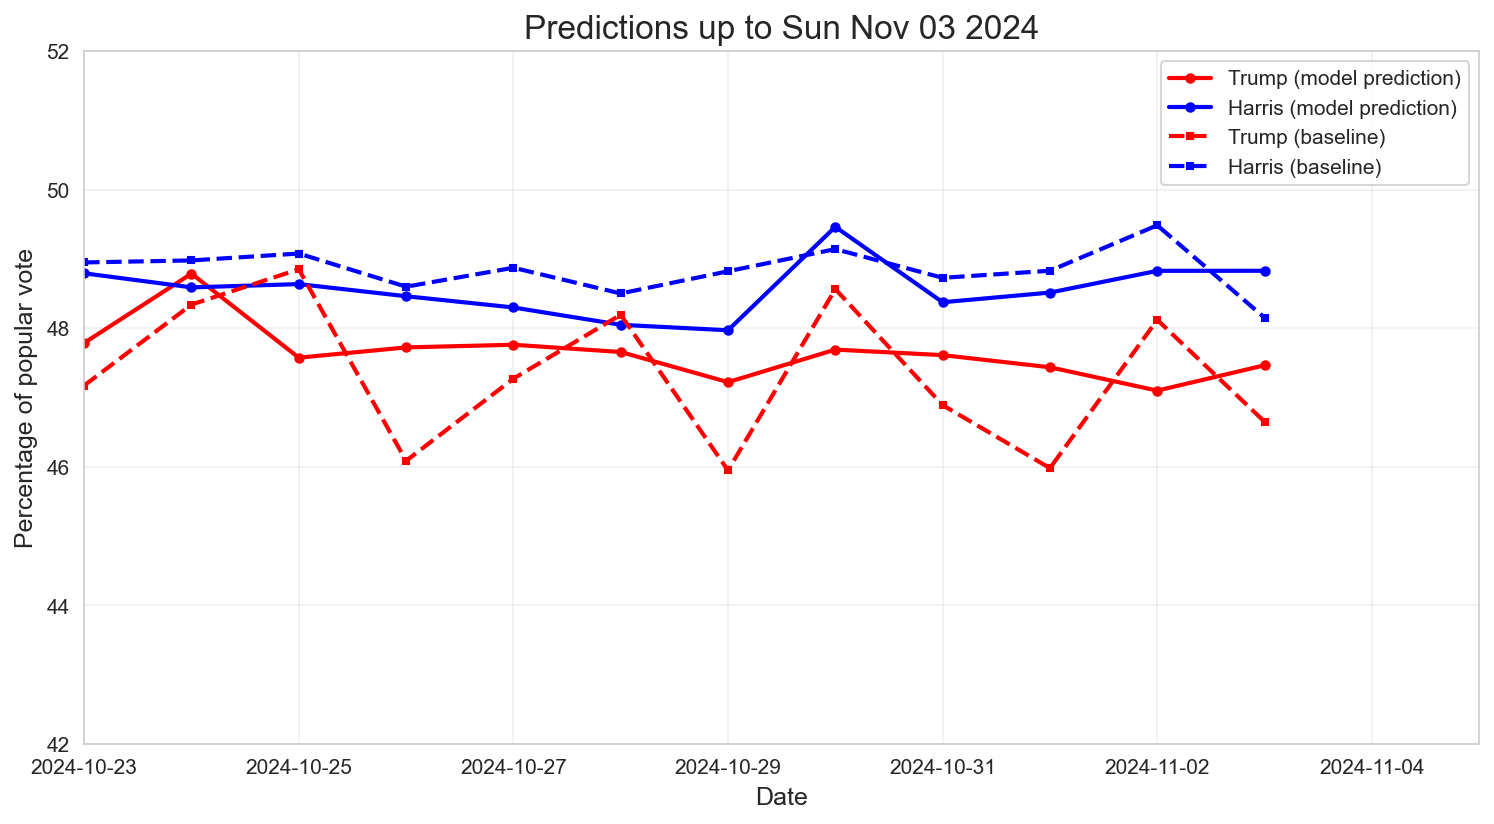 Predictions up to Sun Nov 03 2024
Trump (model prediction)
Harris (model prediction)
Trump (baseline)
Harris (baseline)
Percentage of popular vote
52
50
48
46
44
42
2024-10-23
2024-10-25
2024-10-27
2024-10-29
2024-10-31
2024-11-02
2024-11-04
Date